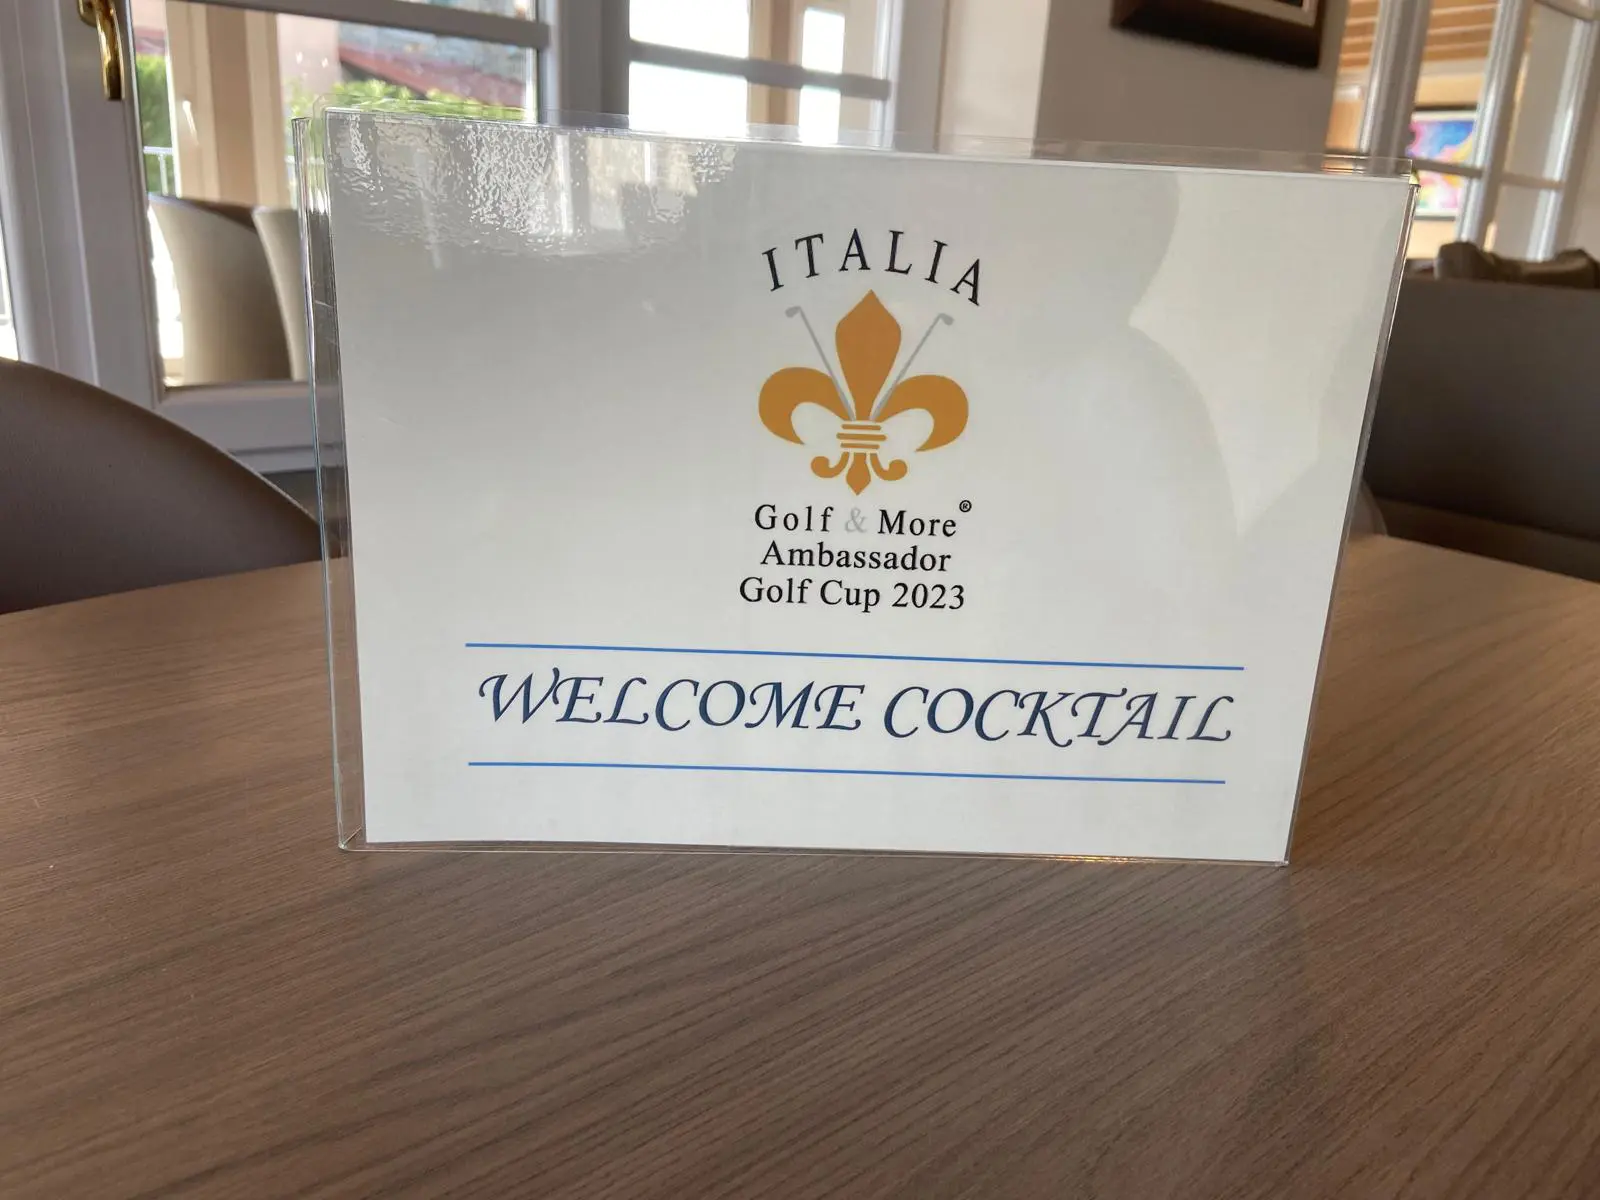 ITALIA
Golf & More®
Ambassador
Golf Cup 2023
WELCOME COCKTAIL